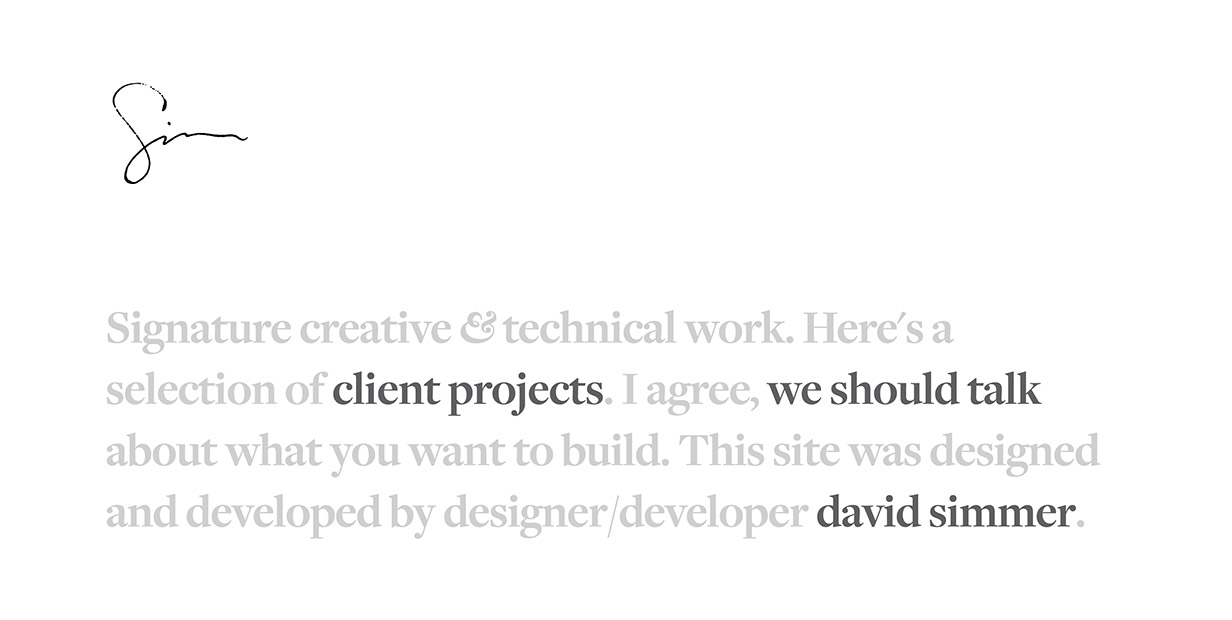 Sim
Signature creative & technical work. Here's a
selection of client projects. I agree, we should talk
about what you want to build. This site was designed
and developed by designer/developer david simmer.